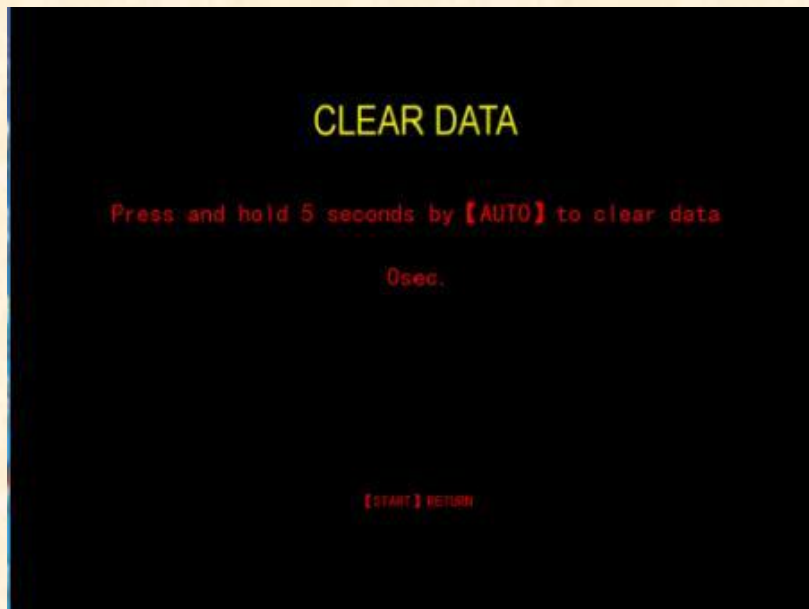 CLEAR DATA
Press and hold 5 seconds by【AUTO】to clear data
0sec.
【START】RETURN